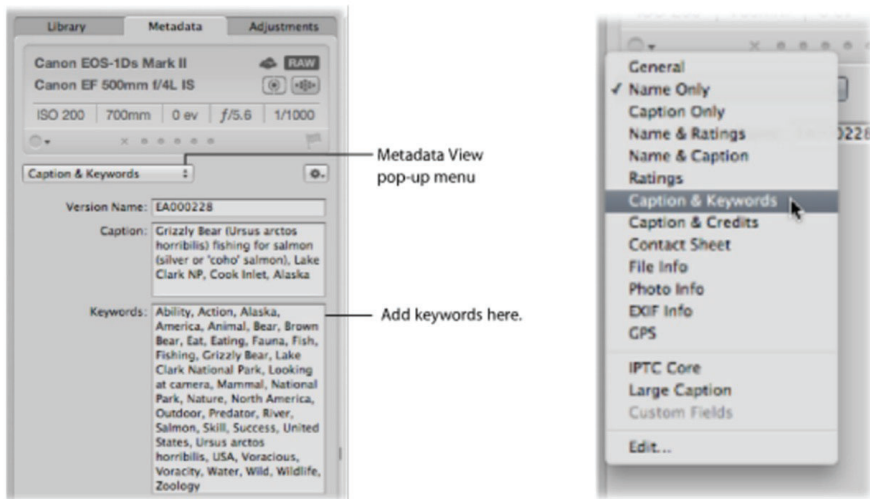 Library Metadata Adjustments
Canon EOS-1Ds Mark II RAW
Canon EF 500mm f/4L IS
ISO 200 700mm 0 ev f/5.6 1/1000
Caption & Keywords
Version Name: EA000228
Caption: Grizzly Bear (Ursus arctos
horribilis) fishing for salmon
(silver or 'coho' salmon), Lake
Clark NP, Cook Inlet, Alaska
Keywords: Ability, Action, Alaska,
America, Animal, Bear, Brown
Bear, Eat, Eating, Fauna, Fish,
Fishing, Grizzly Bear, Lake
Clark National Park, Looking
at camera, Mammal, National
Park, Nature, North America,
Outdoor, Predator, River,
Salmon, Skill, Success, United
States, Ursus arctos
horribilis, USA, Voracious,
Voracity, Water, Wild, Wildlife,
Zoology
Metadata View
pop-up menu
Add keywords here.
General
✓ Name Only
Caption Only
Name & Ratings
Name & Caption
Ratings
Caption & Keywords
Caption & Credits
Contact Sheet
File Info
Photo Info
EXIF Info
GPS
IPTC Core
Large Caption
Custom Fields
Edit...